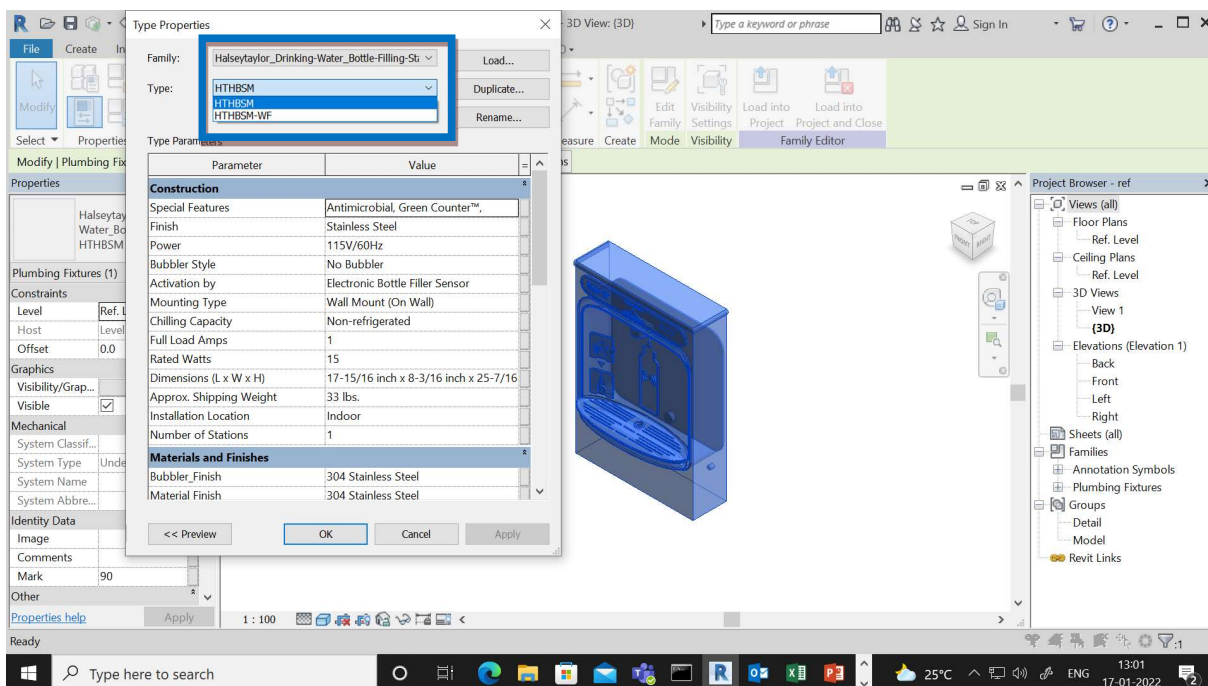 Type Properties
3D View: {3D}
Type a keyword or phrase
Sign In
File Create In
Family: Halseytaylor_Drinking-Water_Bottle-Filling-St
Load...
Type: HTHBSM
Duplicate...
HTHBSM
HTHBSM-WF
Rename...
Modify
Edit Family
Visibility Settings
Load into Project
Load into Project and Close
Select Properties
Type Parameters
easure Create Mode Visibility Family Editor
Modify | Plumbing Fix
Parameter Value =
Properties
Project Browser - ref
Construction
Special Features Antimicrobial, Green Counter™,
Finish Stainless Steel
Power 115V/60Hz
Bubbler Style No Bubbler
Activation by Electronic Bottle Filler Sensor
Mounting Type Wall Mount (On Wall)
Chilling Capacity Non-refrigerated
Full Load Amps 1
Rated Watts 15
Dimensions (L x W x H) 17-15/16 inch x 8-3/16 inch x 25-7/16
Approx. Shipping Weight 33 lbs.
Installation Location Indoor
Number of Stations 1
Materials and Finishes
Bubbler_Finish 304 Stainless Steel
Material Finish 304 Stainless Steel
<< Preview OK Cancel Apply
Halseytay
Water_Bo
HTHBSM
Plumbing Fixtures (1)
Constraints
Level Ref. L
Host Level
Offset 0.0
Graphics
Visibility/Grap...
Visible
Mechanical
System Classif...
System Type Unde
System Name
System Abbre...
Identity Data
Image
Comments
Mark 90
Other
Properties help Apply
TOP
FRONT RIGHT
Views (all)
Floor Plans
Ref. Level
Ceiling Plans
Ref. Level
3D Views
View 1
{3D}
Elevations (Elevation 1)
Back
Front
Left
Right
Sheets (all)
Families
Annotation Symbols
Plumbing Fixtures
Groups
Detail
Model
Revit Links
1 : 100
Ready
:1
Type here to search
25°C
ENG
13:01
17-01-2022